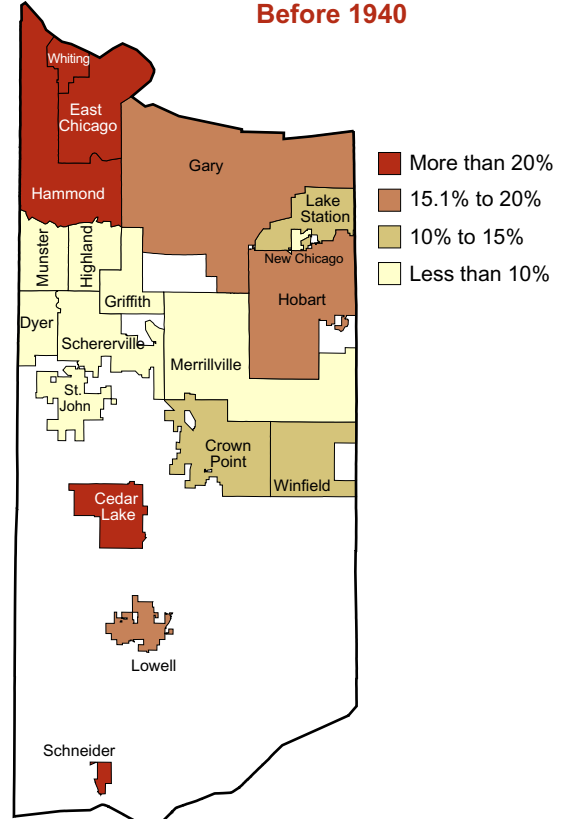 Before 1940
Whiting
East
Chicago
Hammond
Gary
Lake
Station
New Chicago
Hobart
Munster
Highland
Griffith
Dyer
Schererville
Merrillville
St.
John
Crown
Point
Winfield
Cedar
Lake
Lowell
Schneider
More than 20%
15.1% to 20%
10% to 15%
Less than 10%